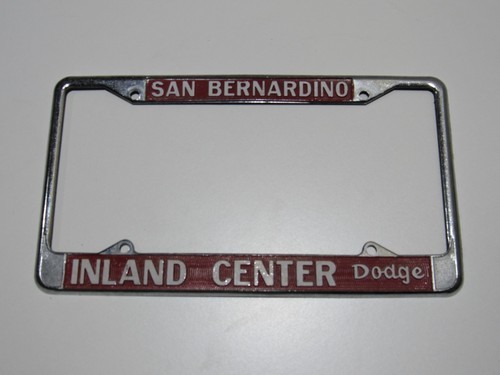 SAN BERNARDINO
INLAND CENTER Dodge